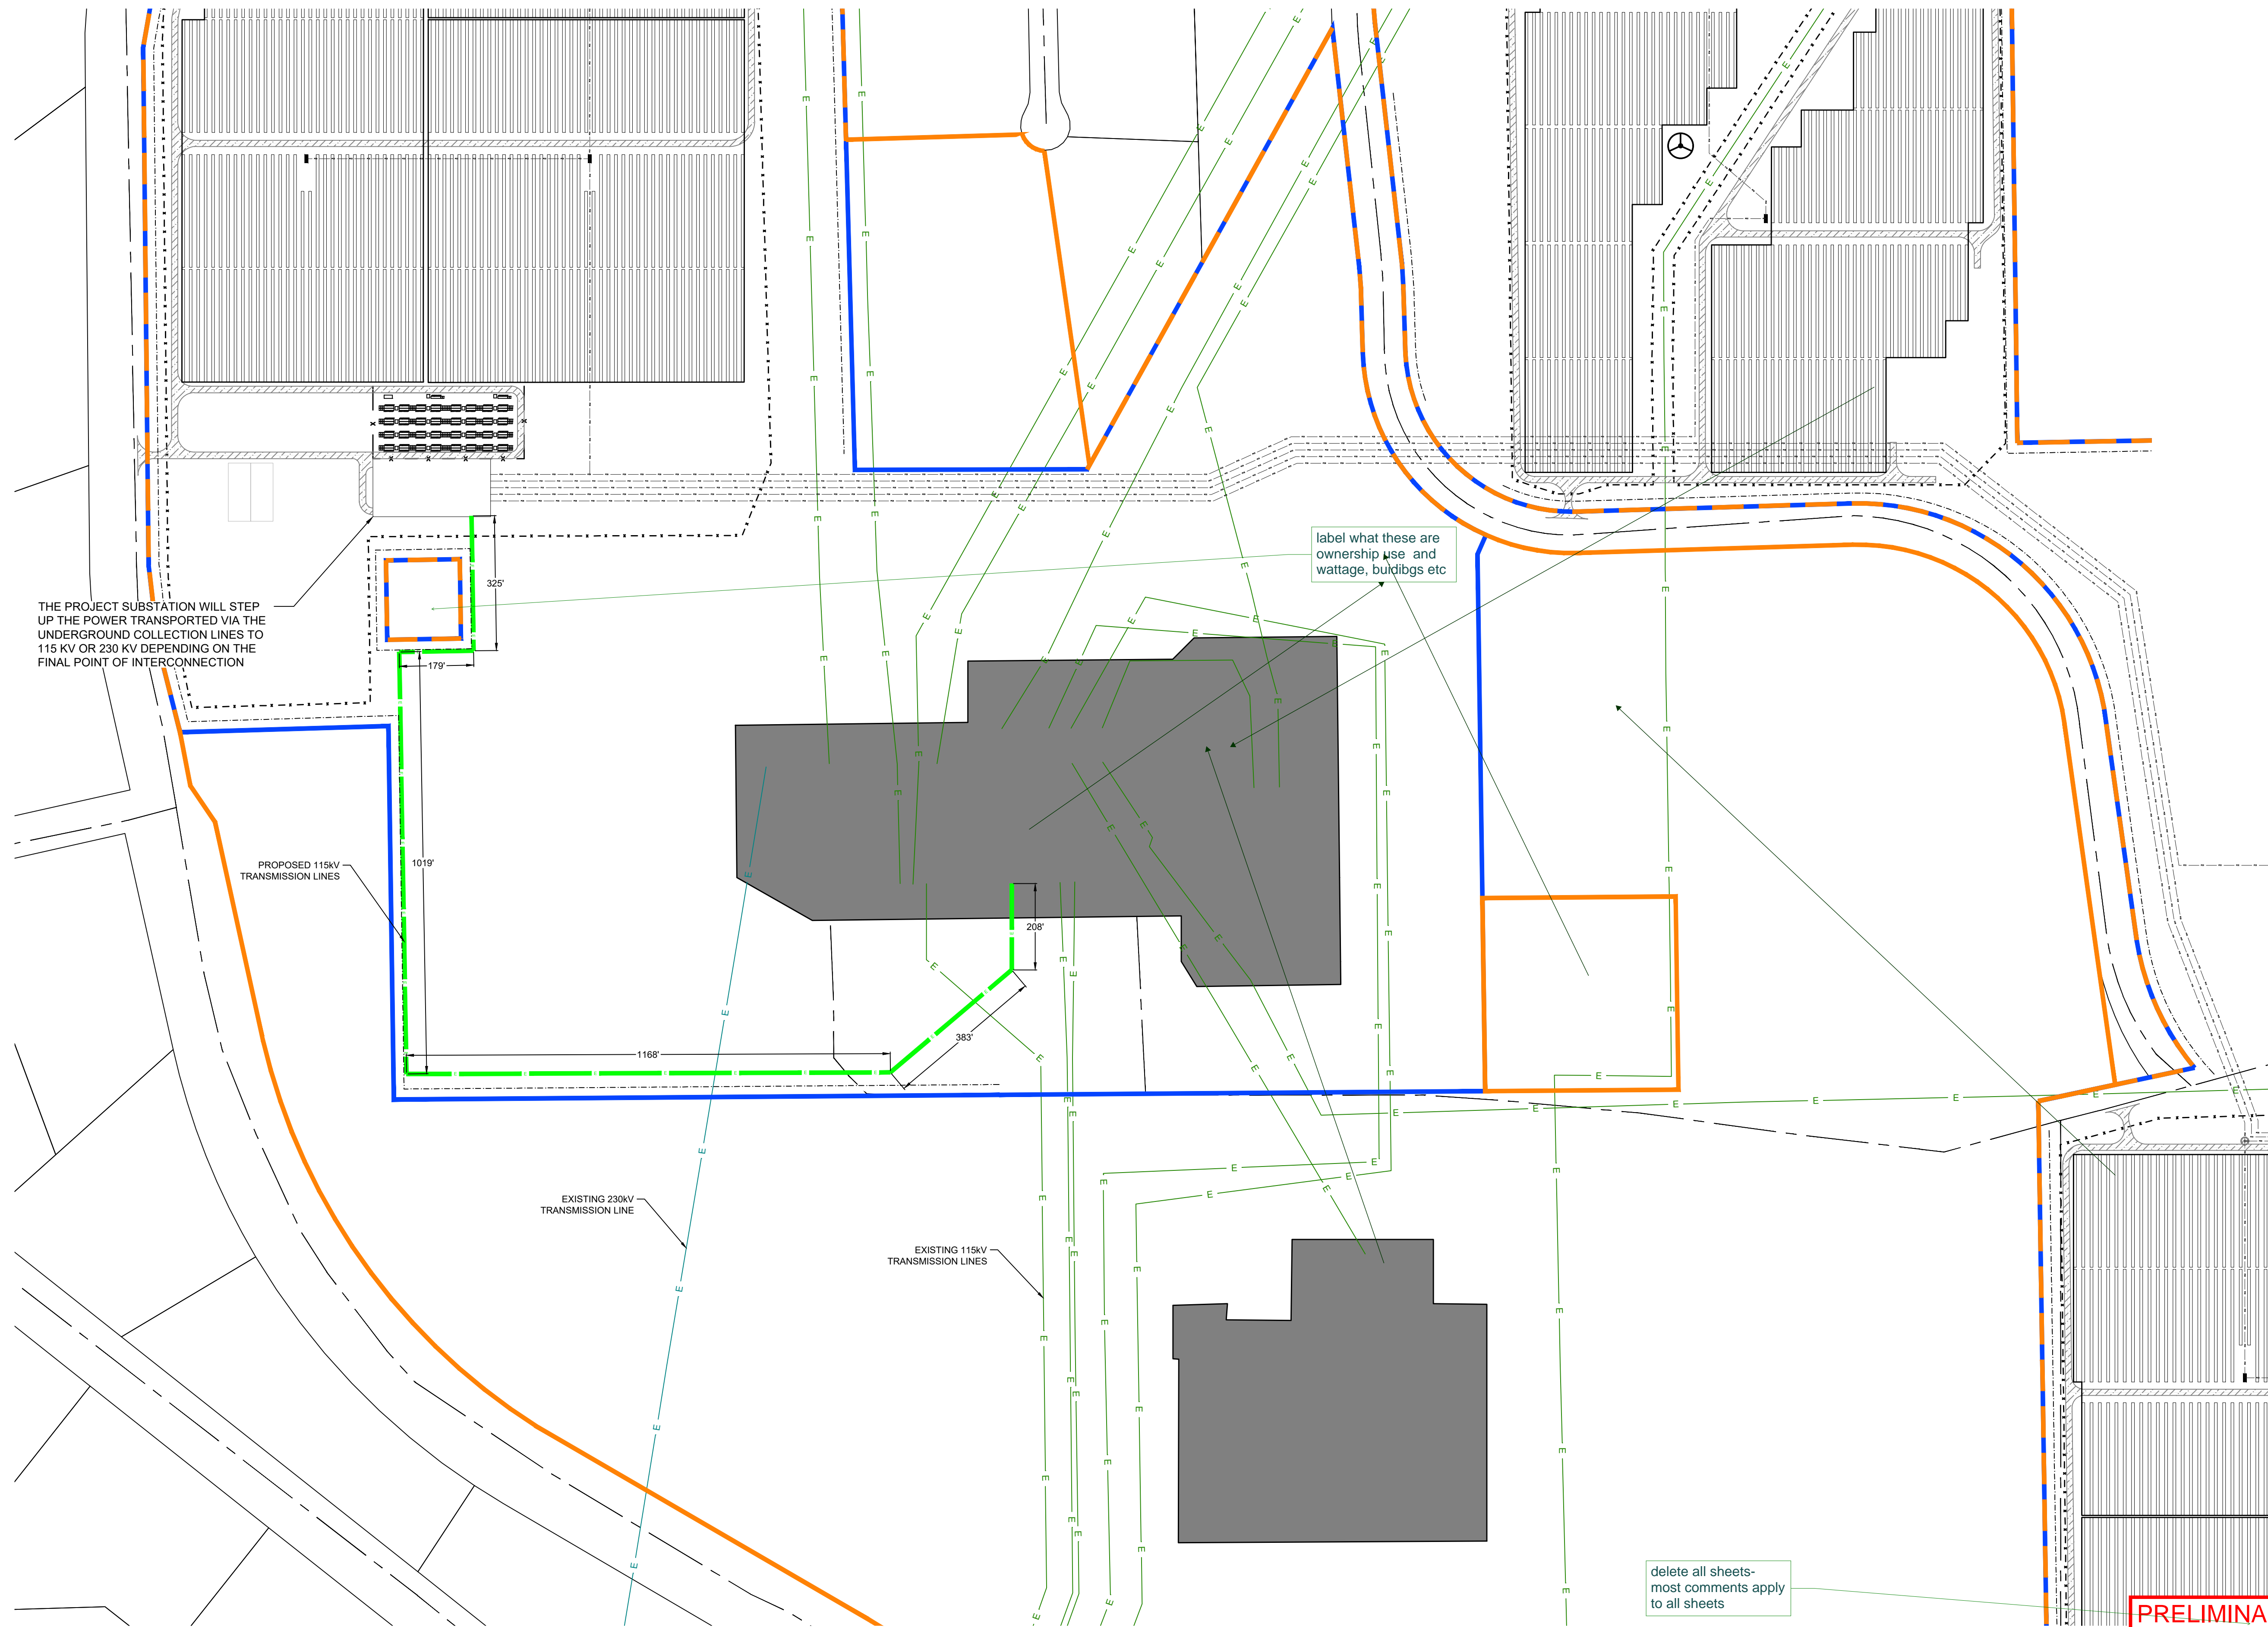 label what these are
ownership use and
wattage, buidibgs etc
325'
THE PROJECT SUBSTATION WILL STEP
UP THE POWER TRANSPORTED VIA THE
UNDERGROUND COLLECTION LINES TO
115 KV OR 230 KV DEPENDING ON THE
FINAL POINT OF INTERCONNECTION
179'
1019'
PROPOSED 115kV
TRANSMISSION LINES
208'
383'
1168'
EXISTING 230kV
TRANSMISSION LINE
EXISTING 115kV
TRANSMISSION LINES
delete all sheets-
most comments apply
to all sheets
PRELIMINA